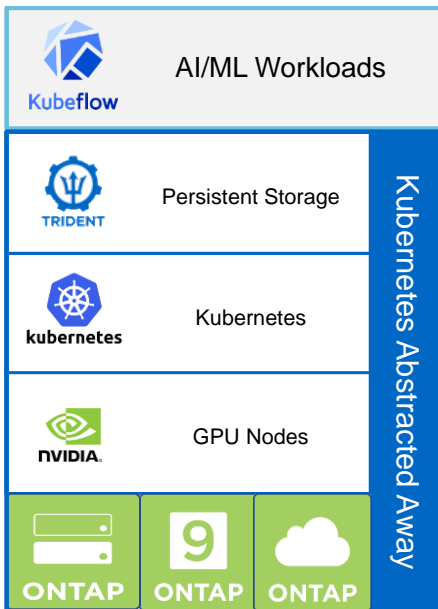 Kubeflow
AI/ML Workloads
TRIDENT
Persistent Storage
kubernetes
Kubernetes
NVIDIA.
GPU Nodes
Kubernetes Abstracted Away
ONTAP
9
ONTAP
ONTAP